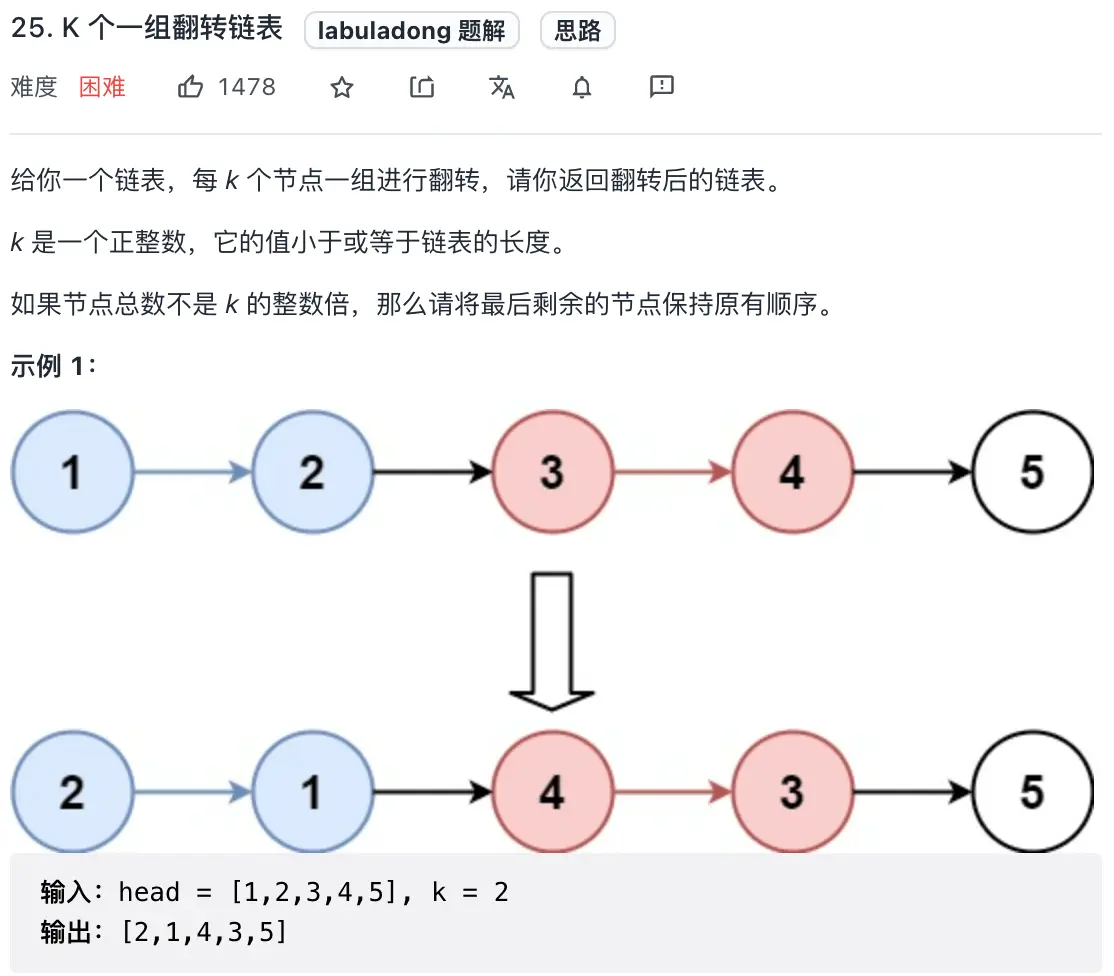 25. K 个一组翻转链表 labuladong 题解 思路
难度 困难 1478
给你一个链表，每 k 个节点一组进行翻转，请你返回翻转后的链表。
k 是一个正整数，它的值小于或等于链表的长度。
如果节点总数不是 k 的整数倍，那么请将最后剩余的节点保持原有顺序。
示例 1：
1 2 3 4 5
2 1 4 3 5
输入：head = [1,2,3,4,5], k = 2
输出：[2,1,4,3,5]